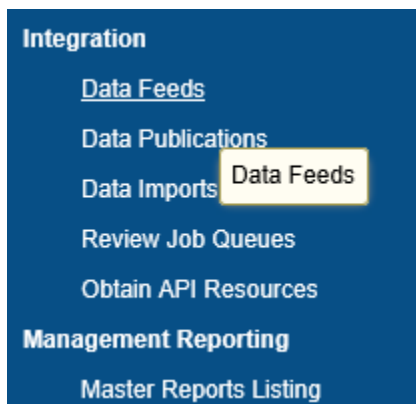 Integration
Data Feeds
Data Publications
Data Imports
Data Feeds
Review Job Queues
Obtain API Resources
Management Reporting
Master Reports Listing